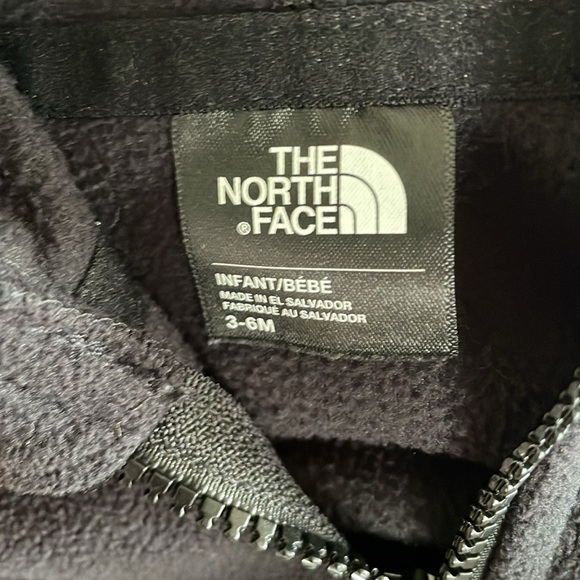 THE
NORTH
®FACE
INFANT/BÉBÉ
MADE IN EL SALVADOR
FABRIQUÉ AU SALVADOR
3-6M